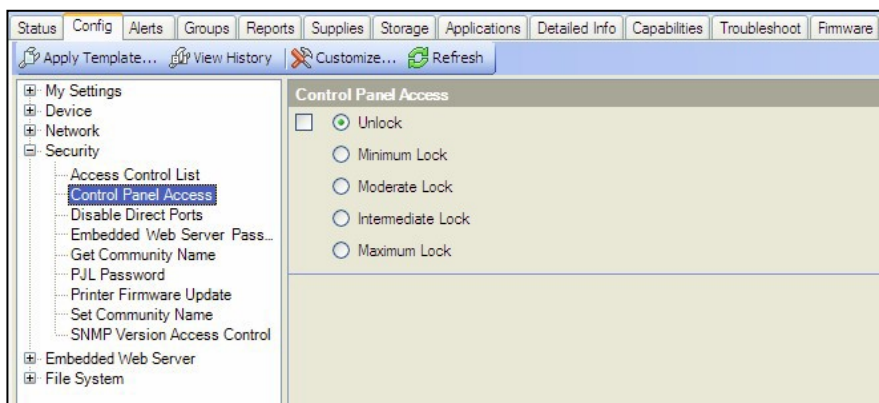 Status Config Alerts Groups Reports Supplies Storage Applications Detailed Info Capabilities Troubleshoot Firmware
Apply Template... View History Customize... Refresh
My Settings
Device
Network
Security
Access Control List
Control Panel Access
Disable Direct Ports
Embedded Web Server Pass...
Get Community Name
PJL Password
Printer Firmware Update
Set Community Name
SNMP Version Access Control
Embedded Web Server
File System
Control Panel Access
Unlock
Minimum Lock
Moderate Lock
Intermediate Lock
Maximum Lock